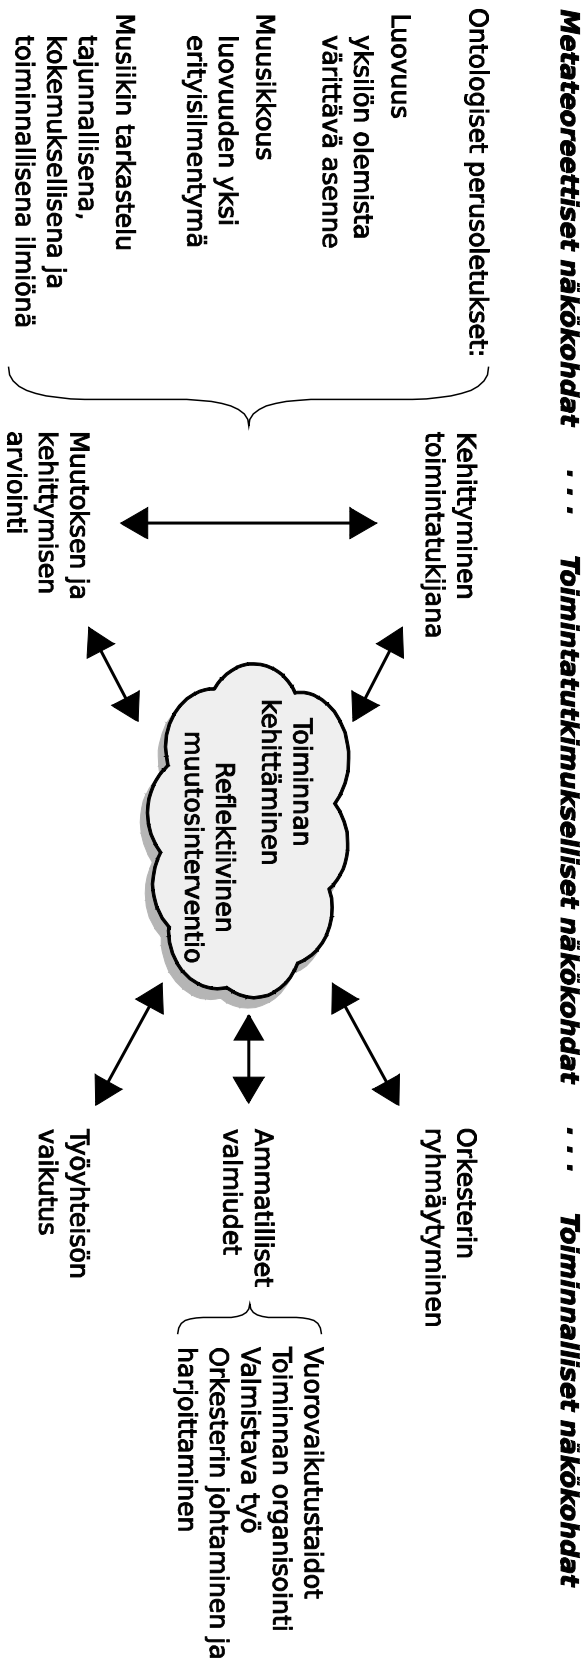 Metateoreettiset näkökohdat . . . Toimintatutkimukselliset näkökohdat . . . Toiminnalliset näkökohdat
Ontologiset perusoletukset:
Luovuus
yksilön olemista
värittävä asenne
Muusikkous
luovuuden yksi
erityisilmentymä
Musiikin tarkastelu
tajunnallisena,
kokemuksellisena ja
toiminnallisena ilmiönä
Kehittyminen
toimintatukijana
Muutoksen ja
kehittymisen
arviointi
Toiminnan
kehittäminen
Reflektiivinen
muutosinterventio
Orkesterin
ryhmäytyminen
Ammatilliset
valmiudet
Työyhteisön
vaikutus
Vuorovaikutustaidot
Toiminnan organisointi
Valmistava työ
Orkesterin johtaminen ja
harjoittaminen